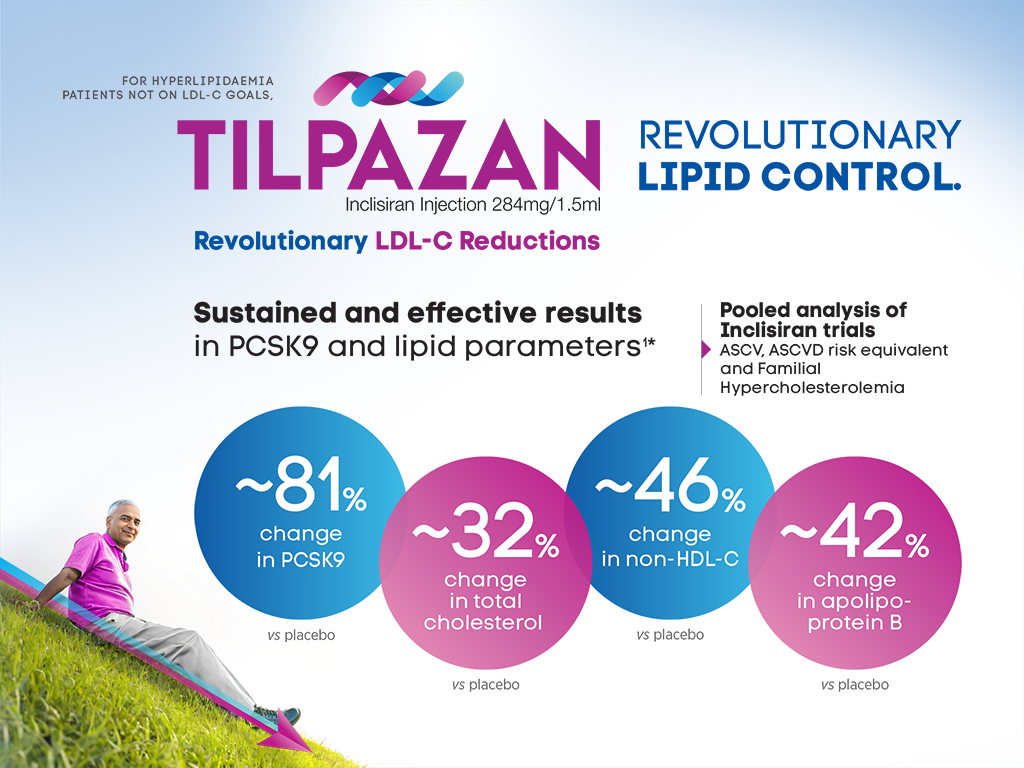 FOR HYPERLIPIDAEMIA
PATIENTS NOT ON LDL-C GOALS,
TILPAZAN
Inclisiran Injection 284mg/1.5ml
REVOLUTIONARY
LIPID CONTROL.
Revolutionary LDL-C Reductions
Sustained and effective results
in PCSK9 and lipid parameters¹*
Pooled analysis of
Inclisiran trials
ASCV, ASCVD risk equivalent
and Familial
Hypercholesterolemia
~81%
change
in PCSK9
vs placebo
~32%
change
in total
cholesterol
vs placebo
~46%
change
in non-HDL-C
vs placebo
~42%
change
in apolipo-
protein B
vs placebo